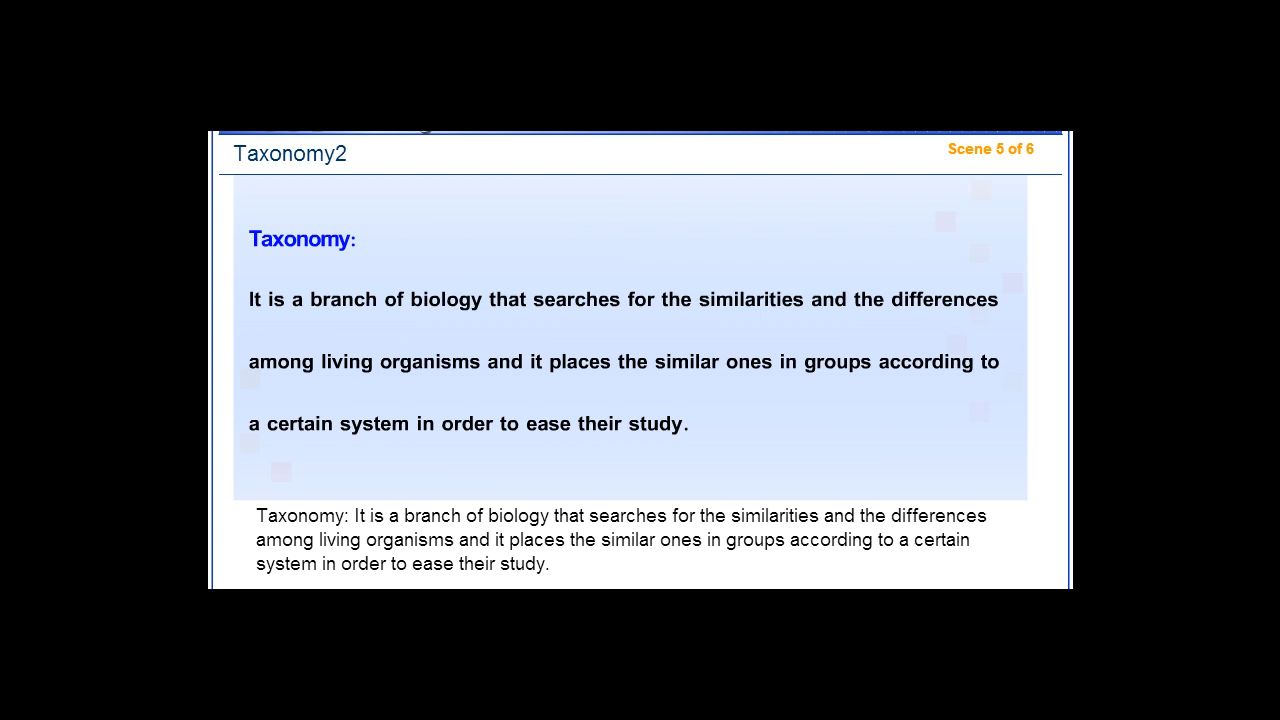 Taxonomy2
Scene 5 of 6
Taxonomy:
It is a branch of biology that searches for the similarities and the differences
among living organisms and it places the similar ones in groups according to
a certain system in order to ease their study.
Taxonomy: It is a branch of biology that searches for the similarities and the differences
among living organisms and it places the similar ones in groups according to a certain
system in order to ease their study.